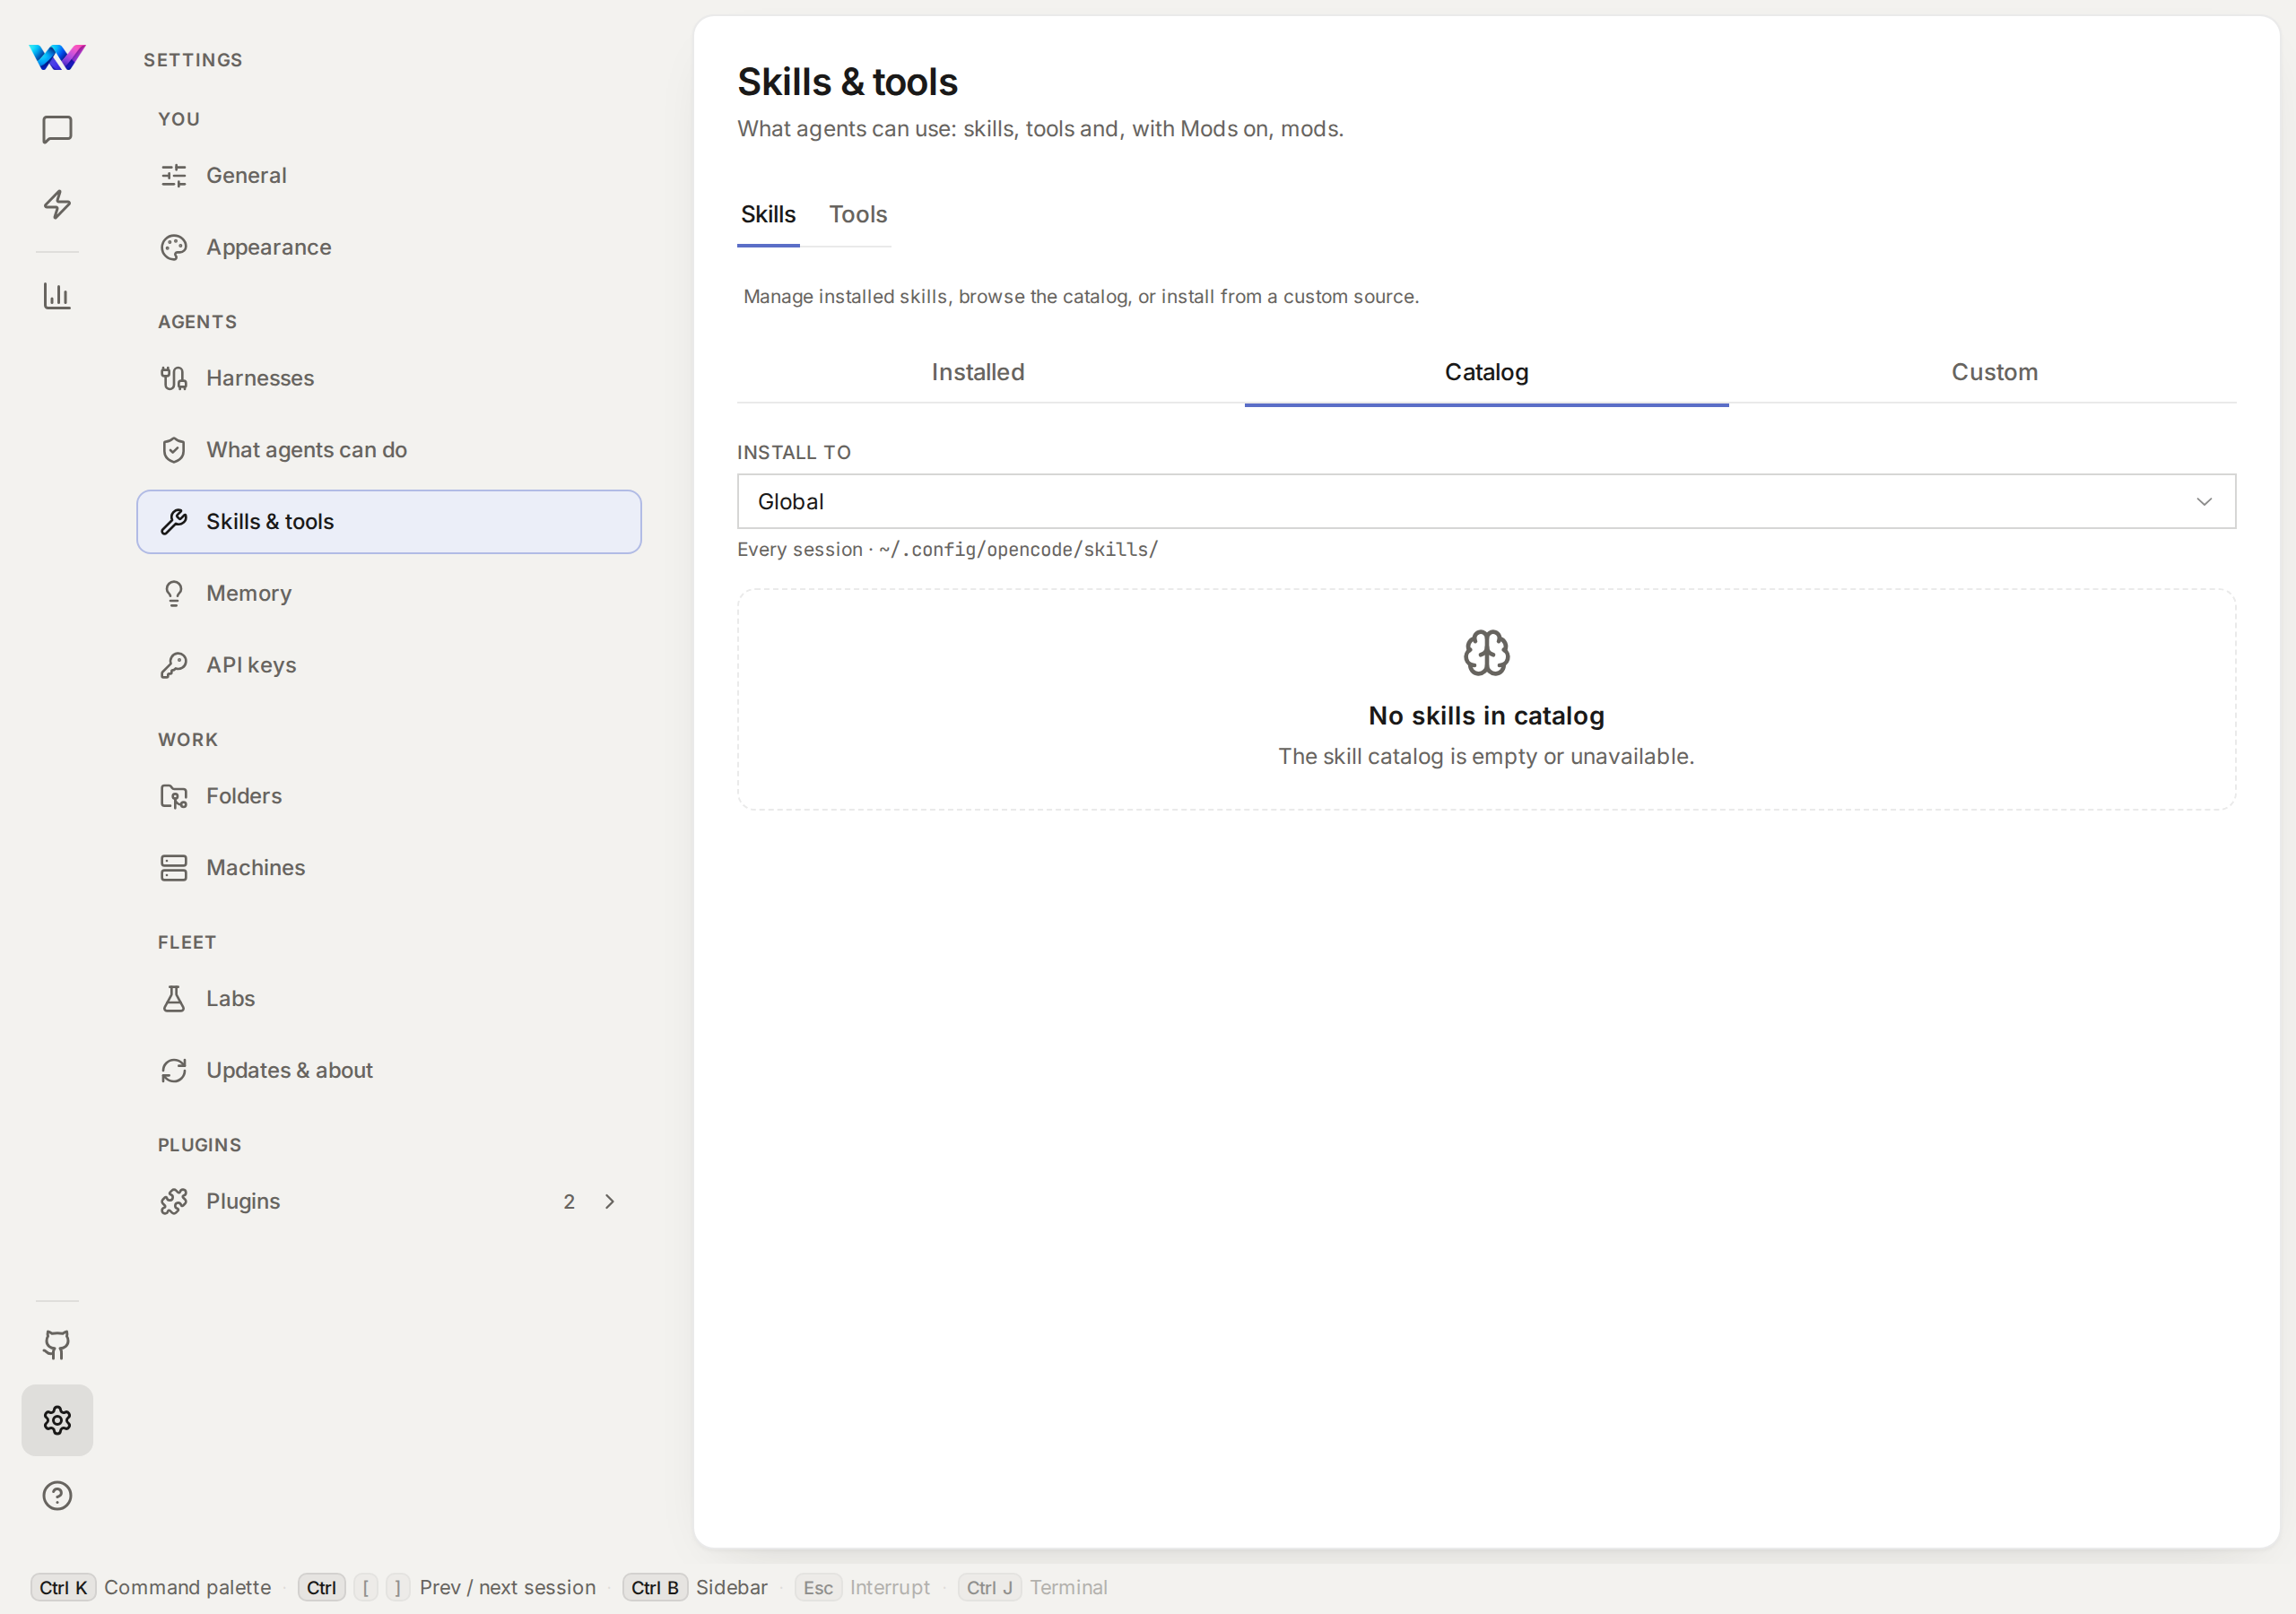 SETTINGS
YOU
General
Appearance
AGENTS
Harnesses
What agents can do
Skills & tools
Memory
API keys
WORK
Folders
Machines
FLEET
Labs
Updates & about
PLUGINS
Plugins 2
Skills & tools
What agents can use: skills, tools and, with Mods on, mods.
Skills Tools
Manage installed skills, browse the catalog, or install from a custom source.
Installed Catalog Custom
INSTALL TO
Global
Every session · ~/.config/opencode/skills/
No skills in catalog
The skill catalog is empty or unavailable.
Ctrl K Command palette · Ctrl [ ] Prev / next session · Ctrl B Sidebar · Esc Interrupt · Ctrl J Terminal